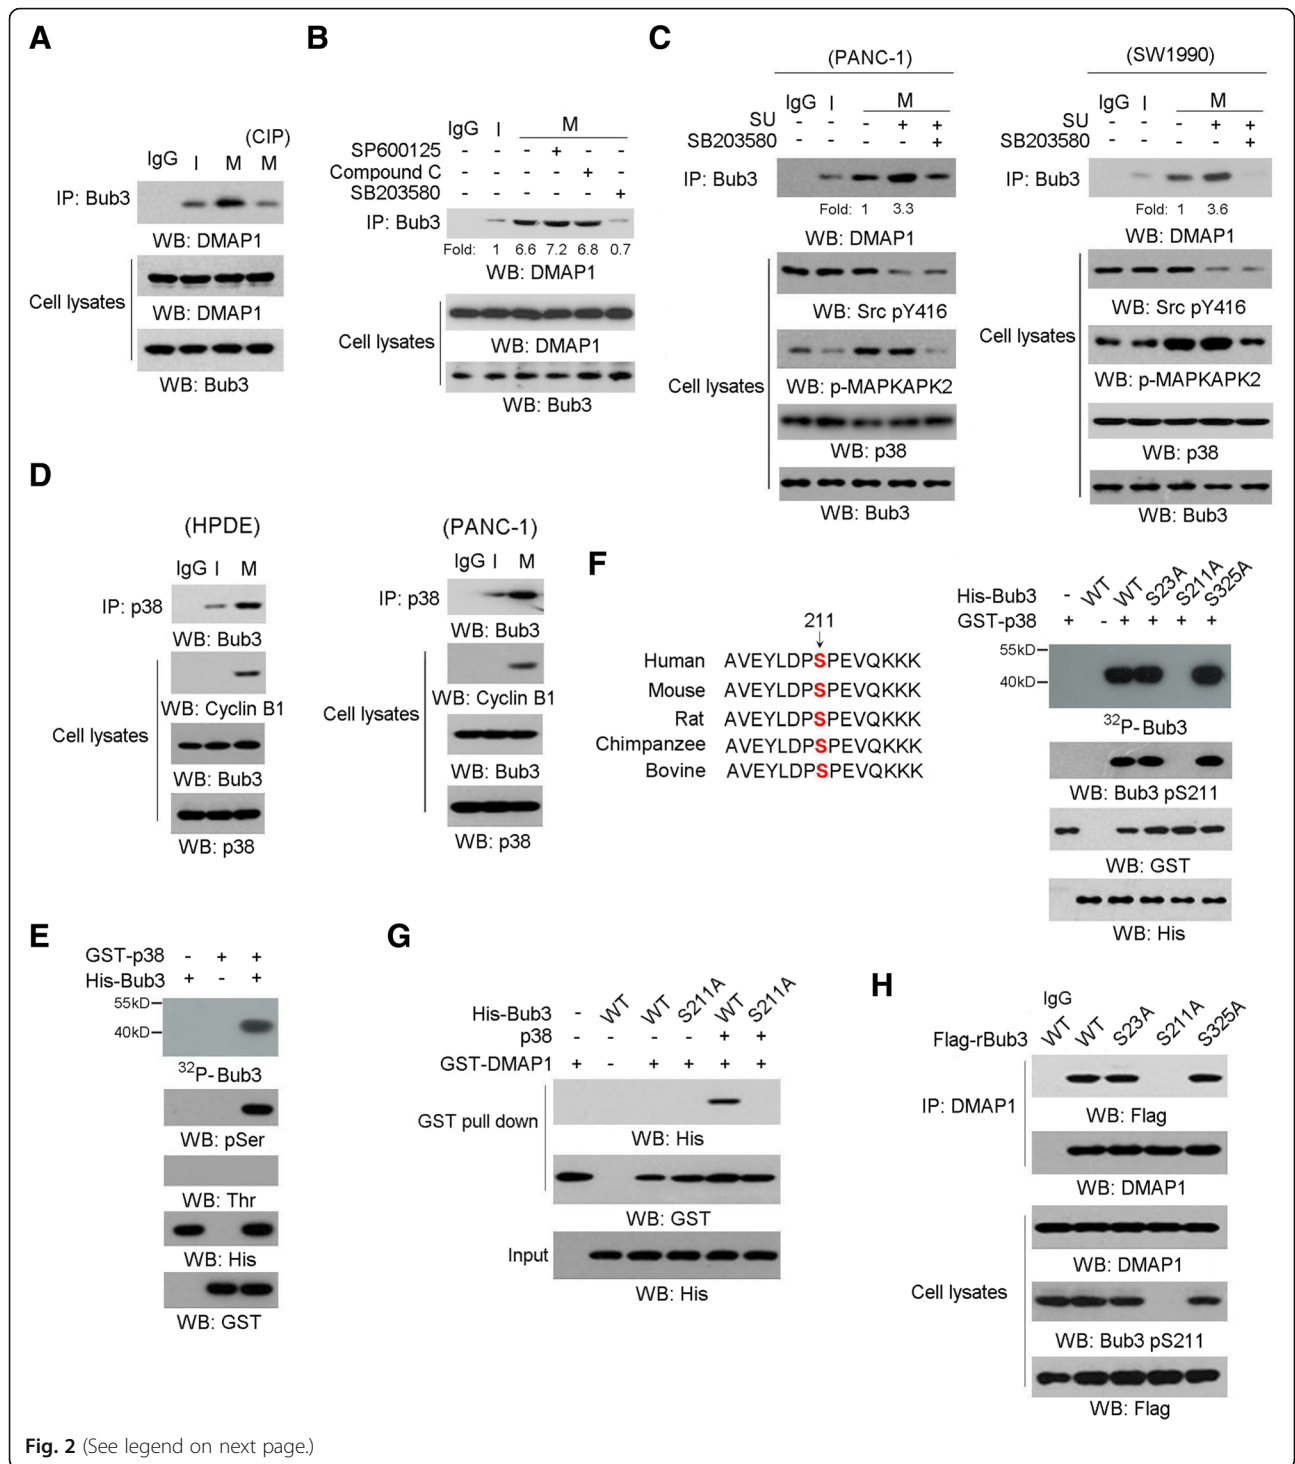 A
(CIP)
IgG I M M
IP: Bub3
WB: DMAP1
Cell lysates
WB: DMAP1
WB: Bub3
B
IgG I M
SP600125 - - - + - -
Compound C - - - - + -
SB203580 - - - - - +
IP: Bub3
Fold: 1 6.6 7.2 6.8 0.7
WB: DMAP1
Cell lysates
WB: DMAP1
WB: Bub3
C
(PANC-1)
IgG I M
SU - - - + +
SB203580 - - - - +
IP: Bub3
Fold: 1 3.3
WB: DMAP1
WB: Src pY416
Cell lysates
WB: p-MAPKAPK2
WB: p38
WB: Bub3
(SW1990)
IgG I M
SU - - - + +
SB203580 - - - - +
IP: Bub3
Fold: 1 3.6
WB: DMAP1
WB: Src pY416
Cell lysates
WB: p-MAPKAPK2
WB: p38
WB: Bub3
D
(HPDE)
IgG I M
IP: p38
WB: Bub3
WB: Cyclin B1
Cell lysates
WB: Bub3
WB: p38
(PANC-1)
IgG I M
IP: p38
WB: Bub3
WB: Cyclin B1
Cell lysates
WB: Bub3
WB: p38
F
211
Human AVEYLDPSPEVQKKK
Mouse AVEYLDPSPEVQKKK
Rat AVEYLDPSPEVQKKK
Chimpanzee AVEYLDPSPEVQKKK
Bovine AVEYLDPSPEVQKKK
His-Bub3 - WT WT S23A S211A S325A
GST-p38 + - + + + +
55kD
40kD
32P-Bub3
WB: Bub3 pS211
WB: GST
WB: His
E
GST-p38 - + +
His-Bub3 + - +
55kD
40kD
32P-Bub3
WB: pSer
WB: Thr
WB: His
WB: GST
G
His-Bub3 - WT WT S211A WT S211A
p38 - - - - + +
GST-DMAP1 + - + + + +
GST pull down
WB: His
WB: GST
Input
WB: His
H
IgG
Flag-rBub3 WT WT S23A S211A S325A
IP: DMAP1
WB: Flag
WB: DMAP1
WB: DMAP1
Cell lysates
WB: Bub3 pS211
WB: Flag
Fig. 2 (See legend on next page.)